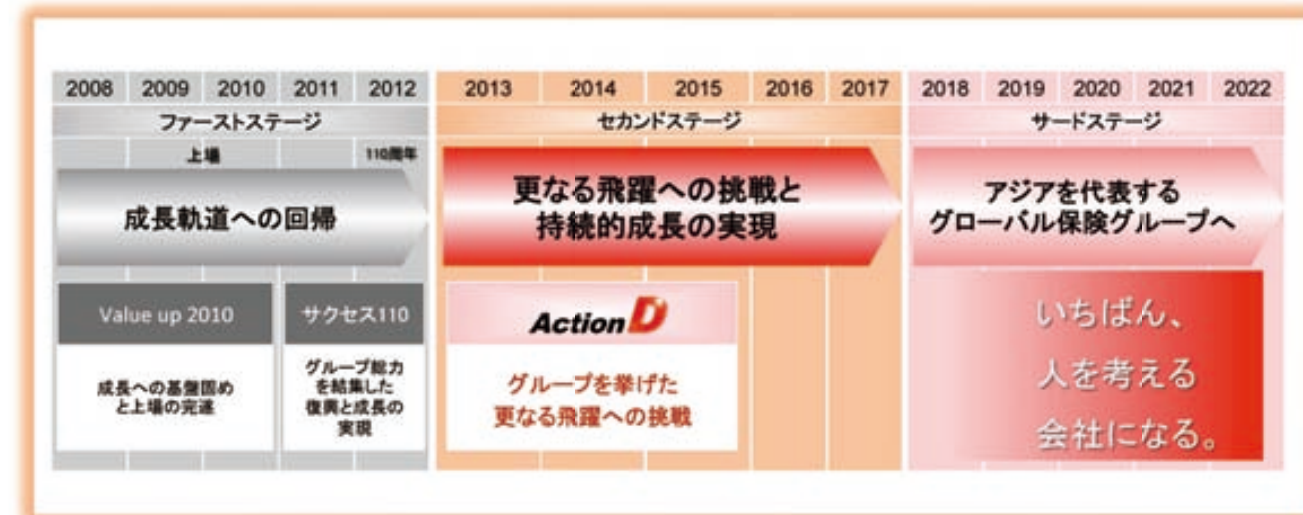 2008 2009 2010 2011 2012 2013 2014 2015 2016 2017 2018 2019 2020 2021 2022
ファーストステージ セカンドステージ サードステージ
上場 110周年
成長軌道への回帰
更なる飛躍への挑戦と
持続的成長の実現
アジアを代表する
グローバル保険グループへ
Value up 2010
成長への基盤固め
と上場の完遂
サクセス110
グループ総力
を結集した
復興と成長の
実現
Action D
グループを挙げた
更なる飛躍への挑戦
いちばん、
人を考える
会社になる。